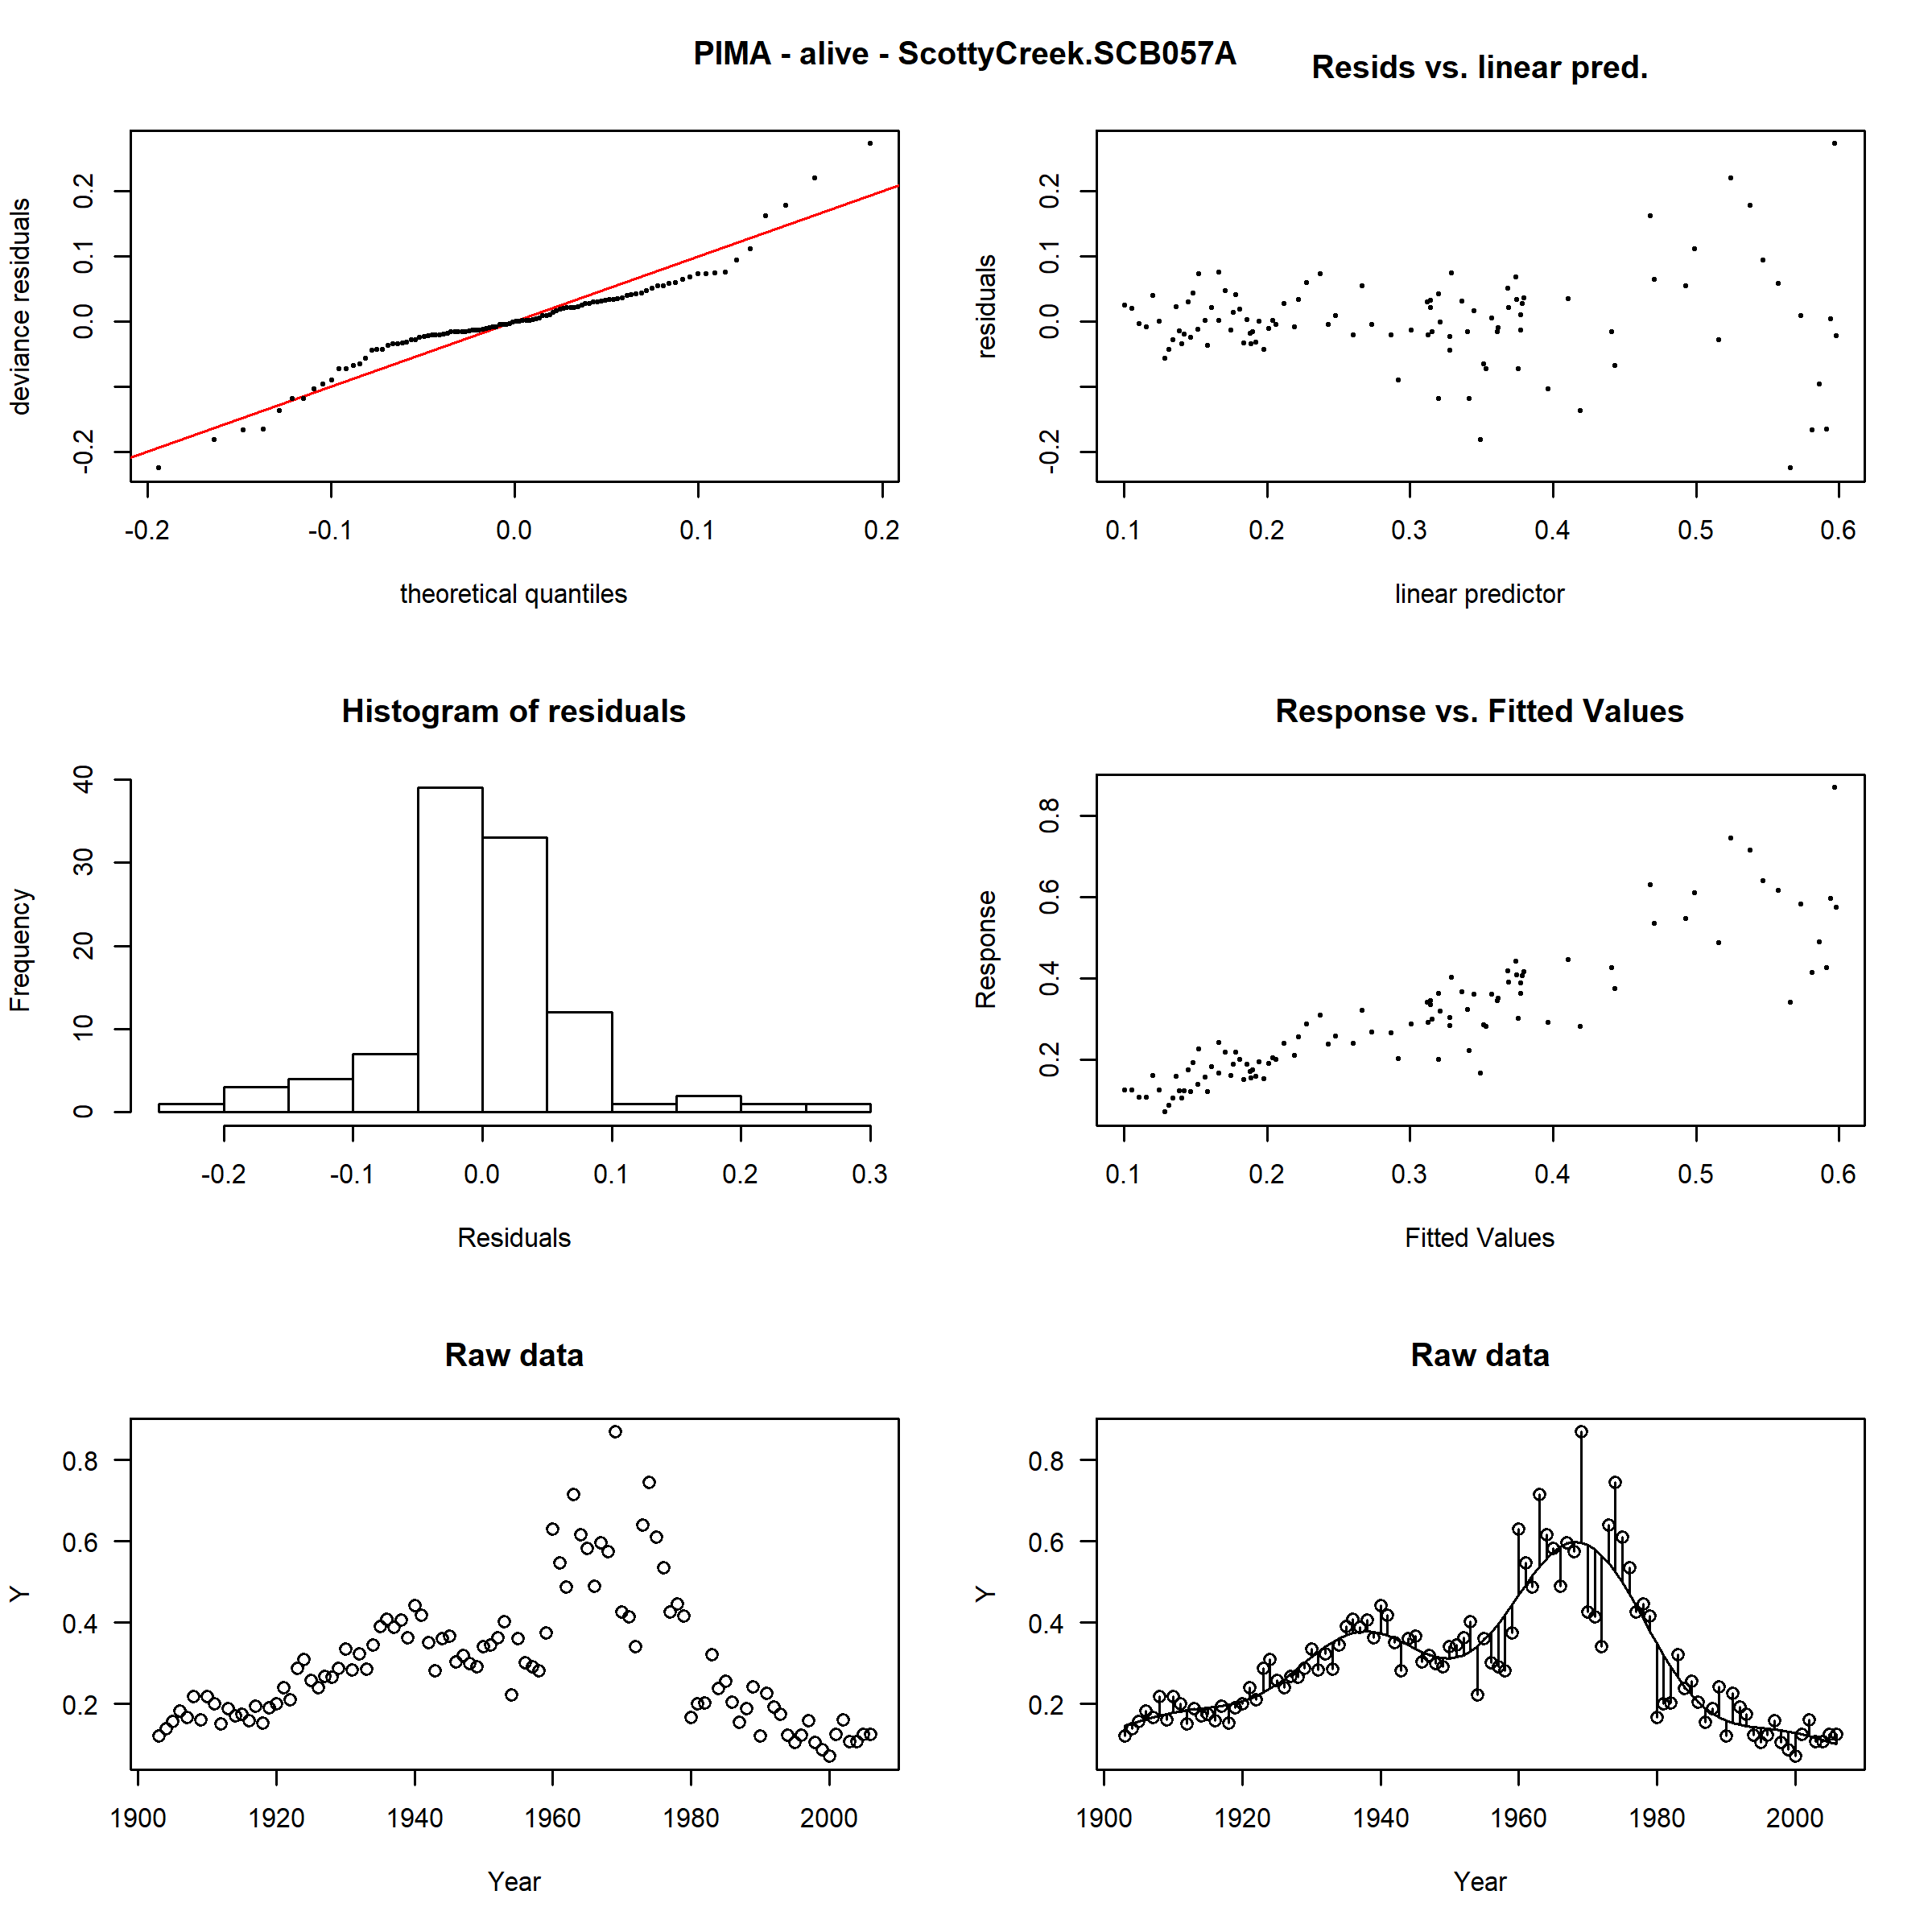 PIMA - alive - ScottyCreek.SCB057A
Resids vs. linear pred.
deviance residuals
-0.2 0.0 0.1 0.2
-0.2 -0.1 0.0 0.1 0.2
theoretical quantiles
residuals
-0.2 0.0 0.1 0.2
0.1 0.2 0.3 0.4 0.5 0.6
linear predictor
Histogram of residuals
Frequency
0 10 20 30 40
-0.2 -0.1 0.0 0.1 0.2 0.3
Residuals
Response vs. Fitted Values
Response
0.2 0.4 0.6 0.8
0.1 0.2 0.3 0.4 0.5 0.6
Fitted Values
Raw data
Y
0.2 0.4 0.6 0.8
1900 1920 1940 1960 1980 2000
Year
Raw data
Y
0.2 0.4 0.6 0.8
1900 1920 1940 1960 1980 2000
Year